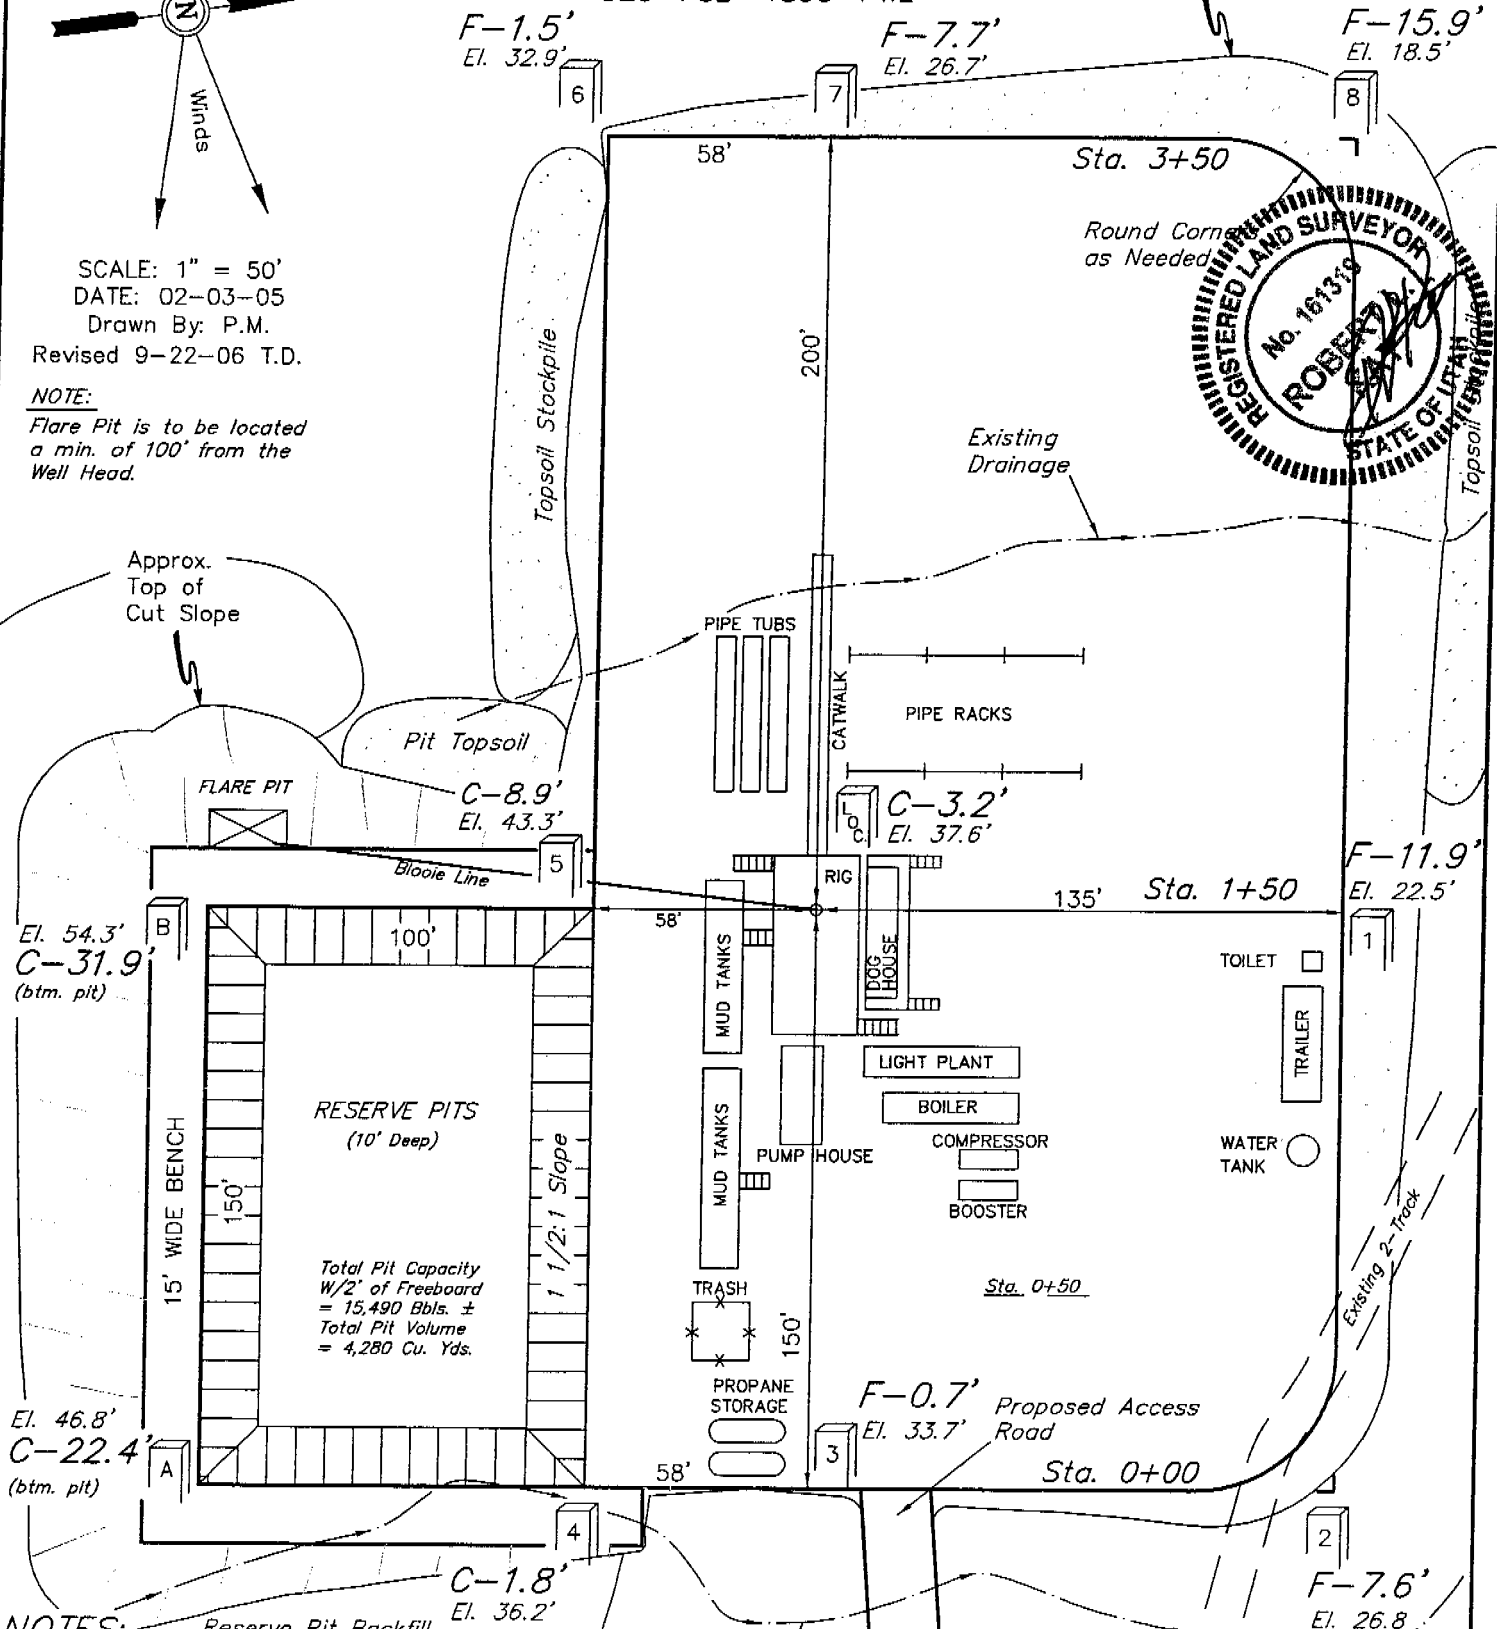 N
Winds
SCALE: 1" = 50'
DATE: 02-03-05
Drawn By: P.M.
Revised 9-22-06 T.D.
NOTE:
Flare Pit is to be located
a min. of 100' from the
Well Head.
F-1.5'
El. 32.9'
6
F-7.7'
El. 26.7'
7
F-15.9'
El. 18.5'
8
58'
Sta. 3+50
Round Corners
as Needed
REGISTERED LAND SURVEYOR
No. 161319
ROBERT
STATE OF UTAH
Topsoil Stockpile
200'
Topsoil Stockpile
Existing
Drainage
Approx.
Top of
Cut Slope
PIPE TUBS
CATWALK
PIPE RACKS
Pit Topsoil
FLARE PIT
C-8.9'
El. 43.3'
5
LOC.
C-3.2'
El. 37.6'
Blooie Line
RIG
F-11.9'
El. 22.5'
1
58'
135'
Sta. 1+50
B
El. 54.3'
C-31.9'
(btm. pit)
100'
MUD TANKS
DOG
HOUSE
TOILET
TRAILER
LIGHT PLANT
RESERVE PITS
(10' Deep)
BOILER
MUD TANKS
PUMP HOUSE
COMPRESSOR
BOOSTER
WATER
TANK
15' WIDE BENCH
150'
1 1/2:1 Slope
Existing 2-Track
Total Pit Capacity
W/2' of Freeboard
= 15,490 Bbls. ±
Total Pit Volume
= 4,280 Cu. Yds.
TRASH
Sta. 0+50
150'
PROPANE
STORAGE
F-0.7'
El. 33.7'
3
Proposed Access
Road
El. 46.8'
C-22.4'
(btm. pit)
A
58'
Sta. 0+00
4
2
C-1.8'
El. 36.2'
F-7.6'
El. 26.8
NOTES:
Reserve Pit Backfill